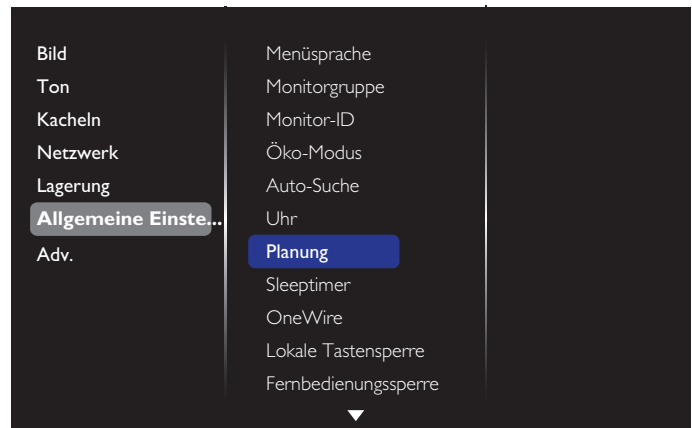 Bild
Ton
Kacheln
Netzwerk
Lagerung
Allgemeine Einste...
Adv.
Menüsprache
Monitorgruppe
Monitor-ID
Öko-Modus
Auto-Suche
Uhr
Planung
Sleeptimer
OneWire
Lokale Tastensperre
Fernbedienungssperre